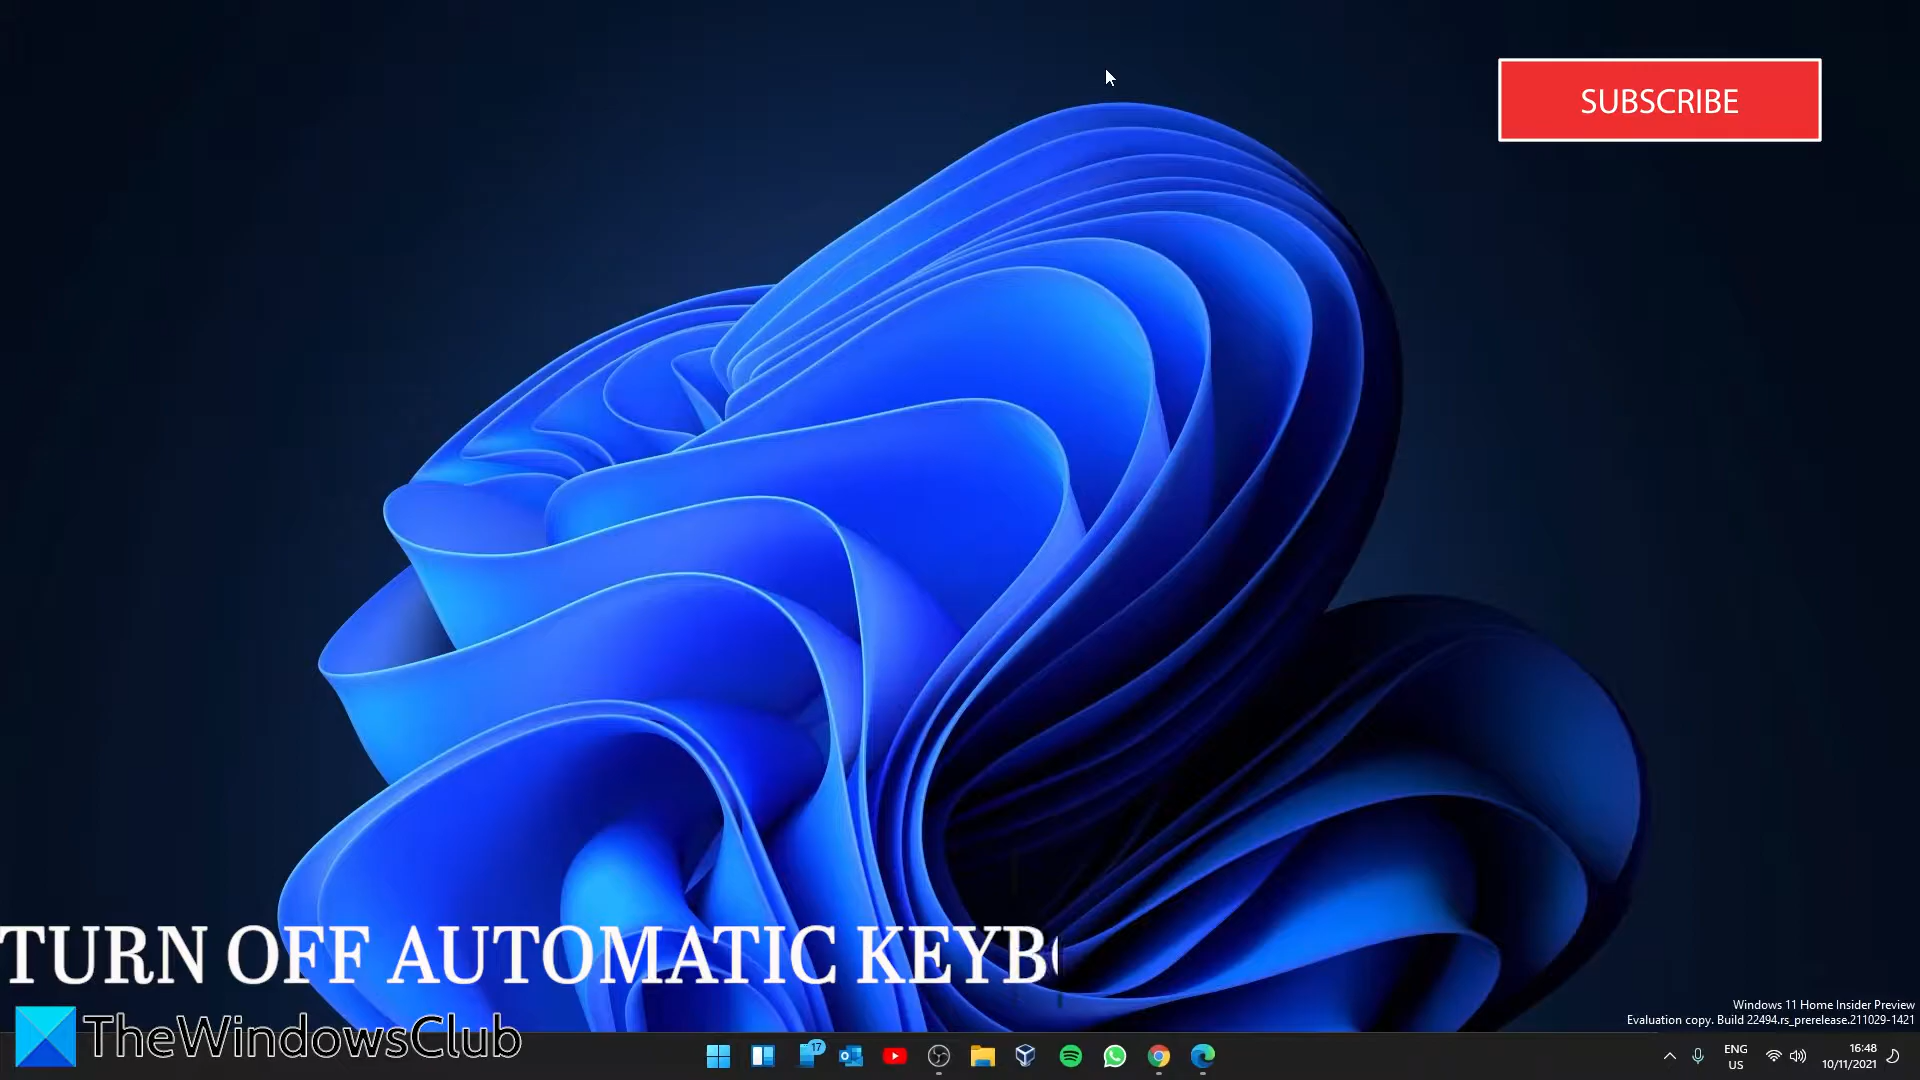 SUBSCRIBE
TURN OFF AUTOMATIC
TheWindowsClub
Windows 11 Home Insider Preview
Evaluation copy. Build 22494.rs_prerelease.211029-1421
17
ENG
US
16:48
10/11/2021